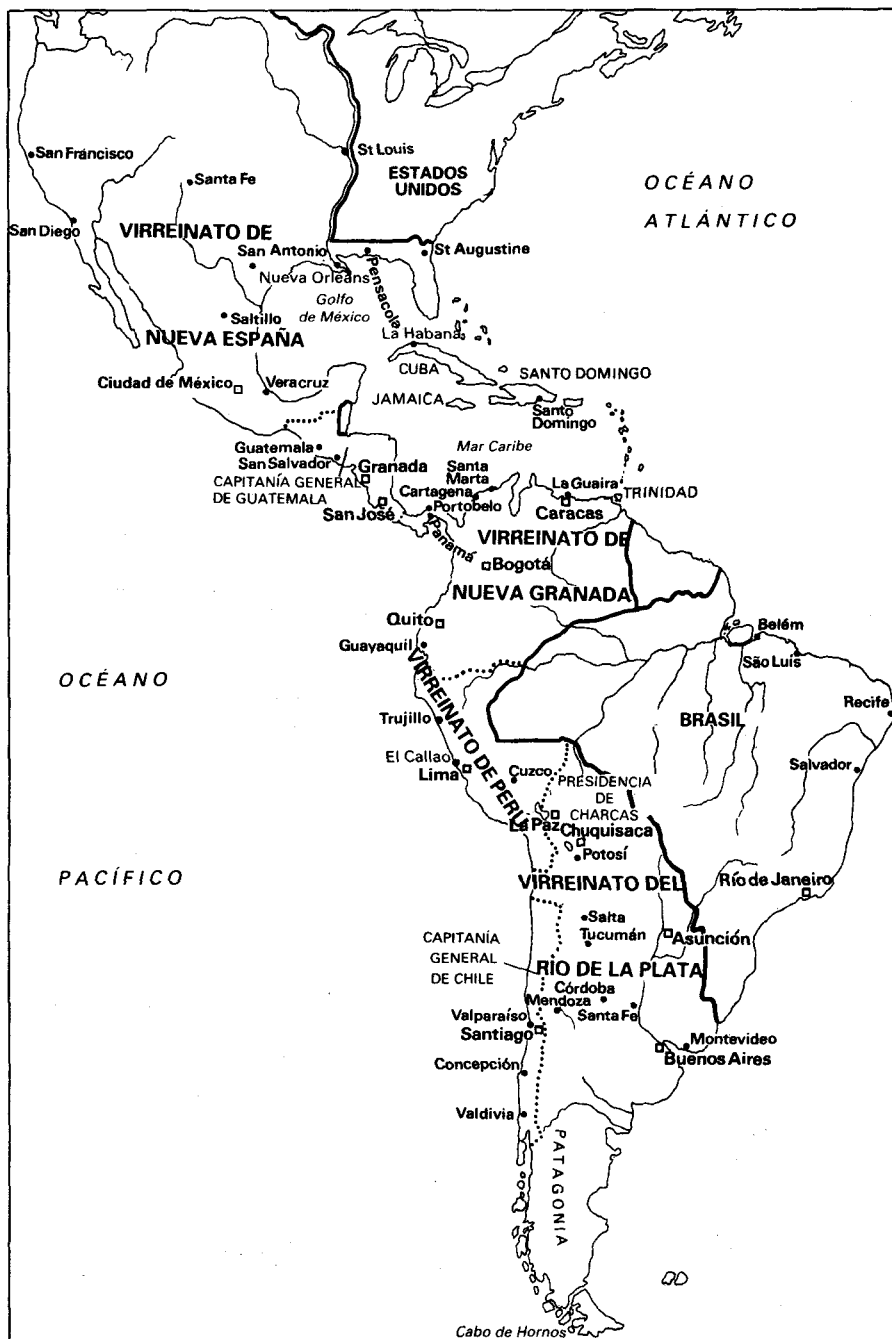 San Francisco
St Louis
ESTADOS
UNIDOS
OCÉANO
ATLÁNTICO
Santa Fe
San Diego
VIRREINATO DE
San Antonio
St Augustine
Nueva Orleáns
Pensacola
Golfo
de México
Saltillo
NUEVA ESPAÑA
La Habana
CUBA
SANTO DOMINGO
Ciudad de México
Veracruz
JAMAICA
Santo
Domingo
Mar Caribe
Guatemala
San Salvador
CAPITANÍA GENERAL
DE GUATEMALA
Granada
Santa
Marta
Cartagena
Portobelo
La Guaira
TRINIDAD
San José
Caracas
Panamá
VIRREINATO DE
Bogotá
NUEVA GRANADA
Quito
Guayaquil
Belém
São Luís
OCÉANO
VIRREINATO DE PERÚ
Recife
Trujillo
BRASIL
El Callao
Lima
Cuzco
PRESIDENCIA
DE
CHARCAS
Salvador
La Paz
Chuquisaca
Potosí
PACÍFICO
VIRREINATO DEL
Río de Janeiro
Salta
Tucumán
Asunción
CAPITANÍA
GENERAL
DE CHILE
RÍO DE LA PLATA
Córdoba
Mendoza
Santa Fe
Valparaíso
Santiago
Montevideo
Buenos Aires
Concepción
Valdivia
PATAGONIA
Cabo de Hornos